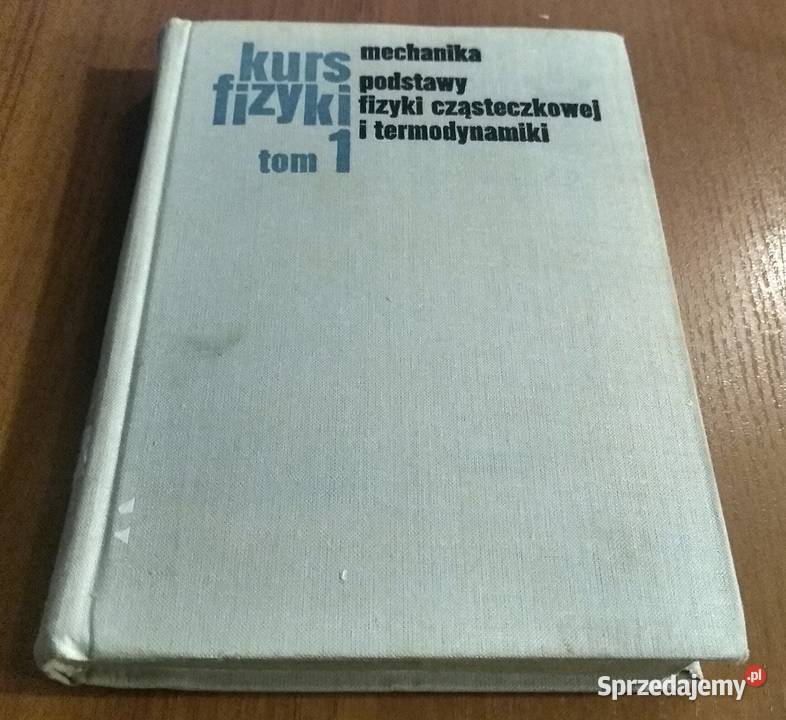 kurs
fizyki
tom 1
mechanika
podstawy
fizyki cząsteczkowej
i termodynamiki
Sprzedajemy.pl